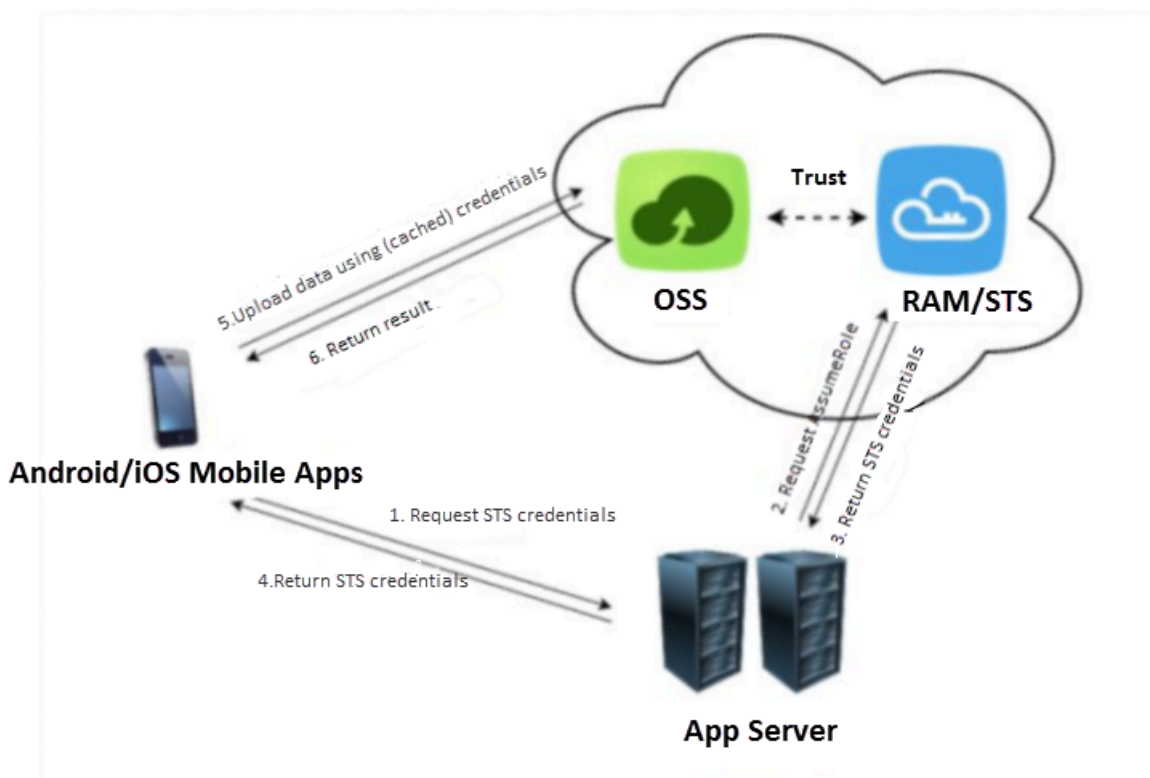 Trust
OSS
RAM/STS
5.Upload data using (cached) credentials
6. Return result
Android/iOS Mobile Apps
1. Request STS credentials
4.Return STS credentials
2. Request AssumeRole
3. Return STS credentials
App Server